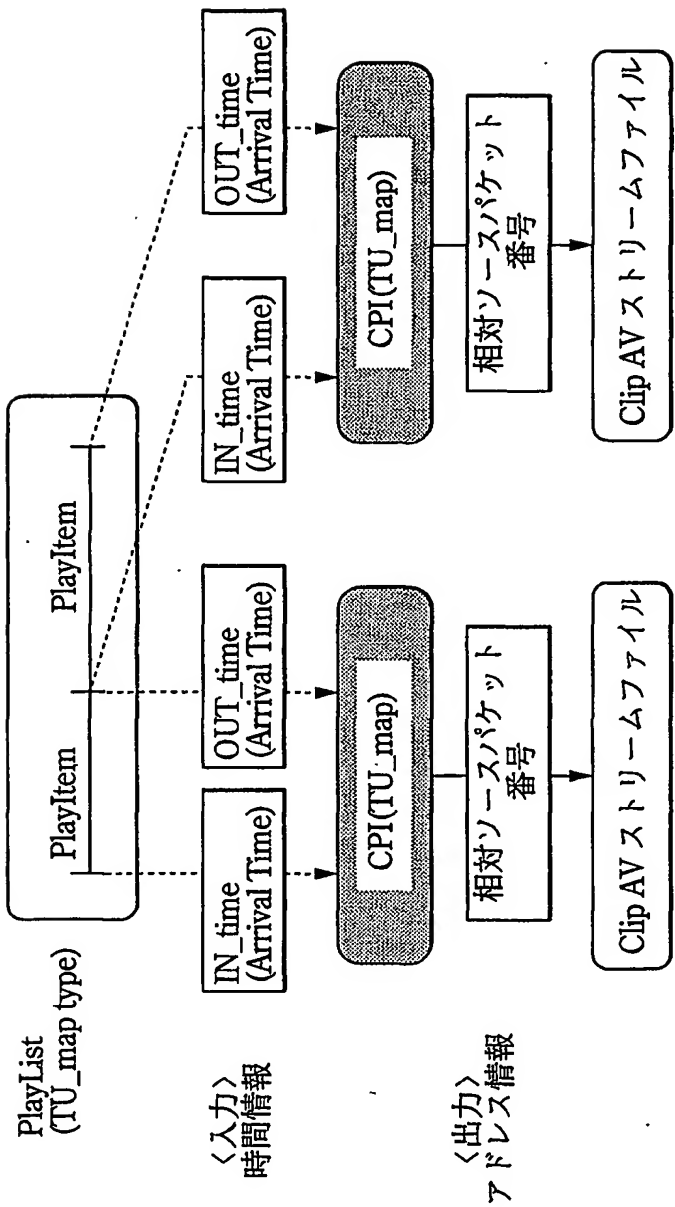 PlayList
(TU_map type)
PlayItem
PlayItem
〈入力〉
時間情報
IN_time
(Arrival Time)
OUT_time
(Arrival Time)
IN_time
(Arrival Time)
OUT_time
(Arrival Time)
CPI(TU_map)
CPI(TU_map)
〈出力〉
アドレス情報
相対ソースパケット
番号
相対ソースパケット
番号
Clip AV ストリームファイル
Clip AV ストリームファイル